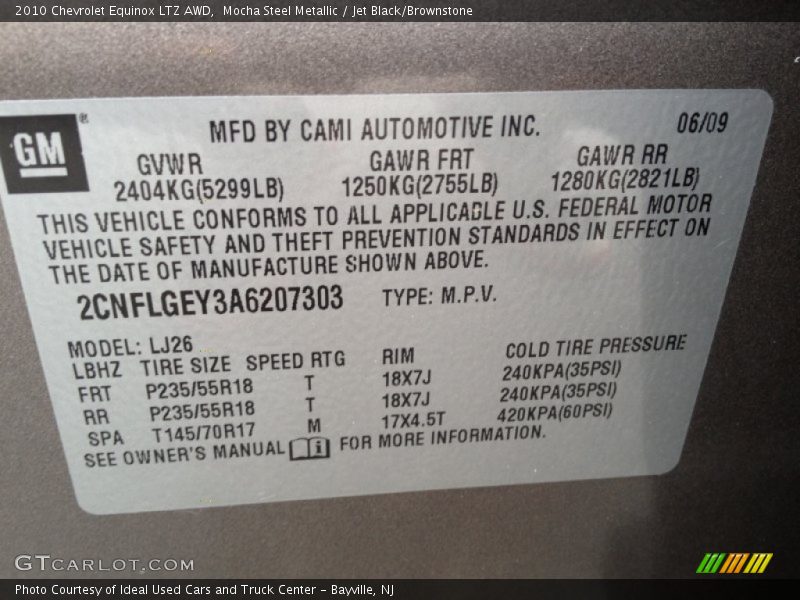 2010 Chevrolet Equinox LTZ AWD,  Mocha Steel Metallic / Jet Black/Brownstone
GM®
MFD BY CAMI AUTOMOTIVE INC. 06/09
GVWR GAWR FRT GAWR RR
2404KG(5299LB) 1250KG(2755LB) 1280KG(2821LB)
THIS VEHICLE CONFORMS TO ALL APPLICABLE U.S. FEDERAL MOTOR
VEHICLE SAFETY AND THEFT PREVENTION STANDARDS IN EFFECT ON
THE DATE OF MANUFACTURE SHOWN ABOVE.
2CNFLGEY3A6207303 TYPE: M.P.V.
MODEL: LJ26
LBHZ TIRE SIZE SPEED RTG RIM COLD TIRE PRESSURE
FRT P235/55R18 T 18X7J 240KPA(35PSI)
RR P235/55R18 T 18X7J 240KPA(35PSI)
SPA T145/70R17 M 17X4.5T 420KPA(60PSI)
SEE OWNER'S MANUAL i FOR MORE INFORMATION.
GTCARLOT.COM
Photo Courtesy of Ideal Used Cars and Truck Center - Bayville, NJ